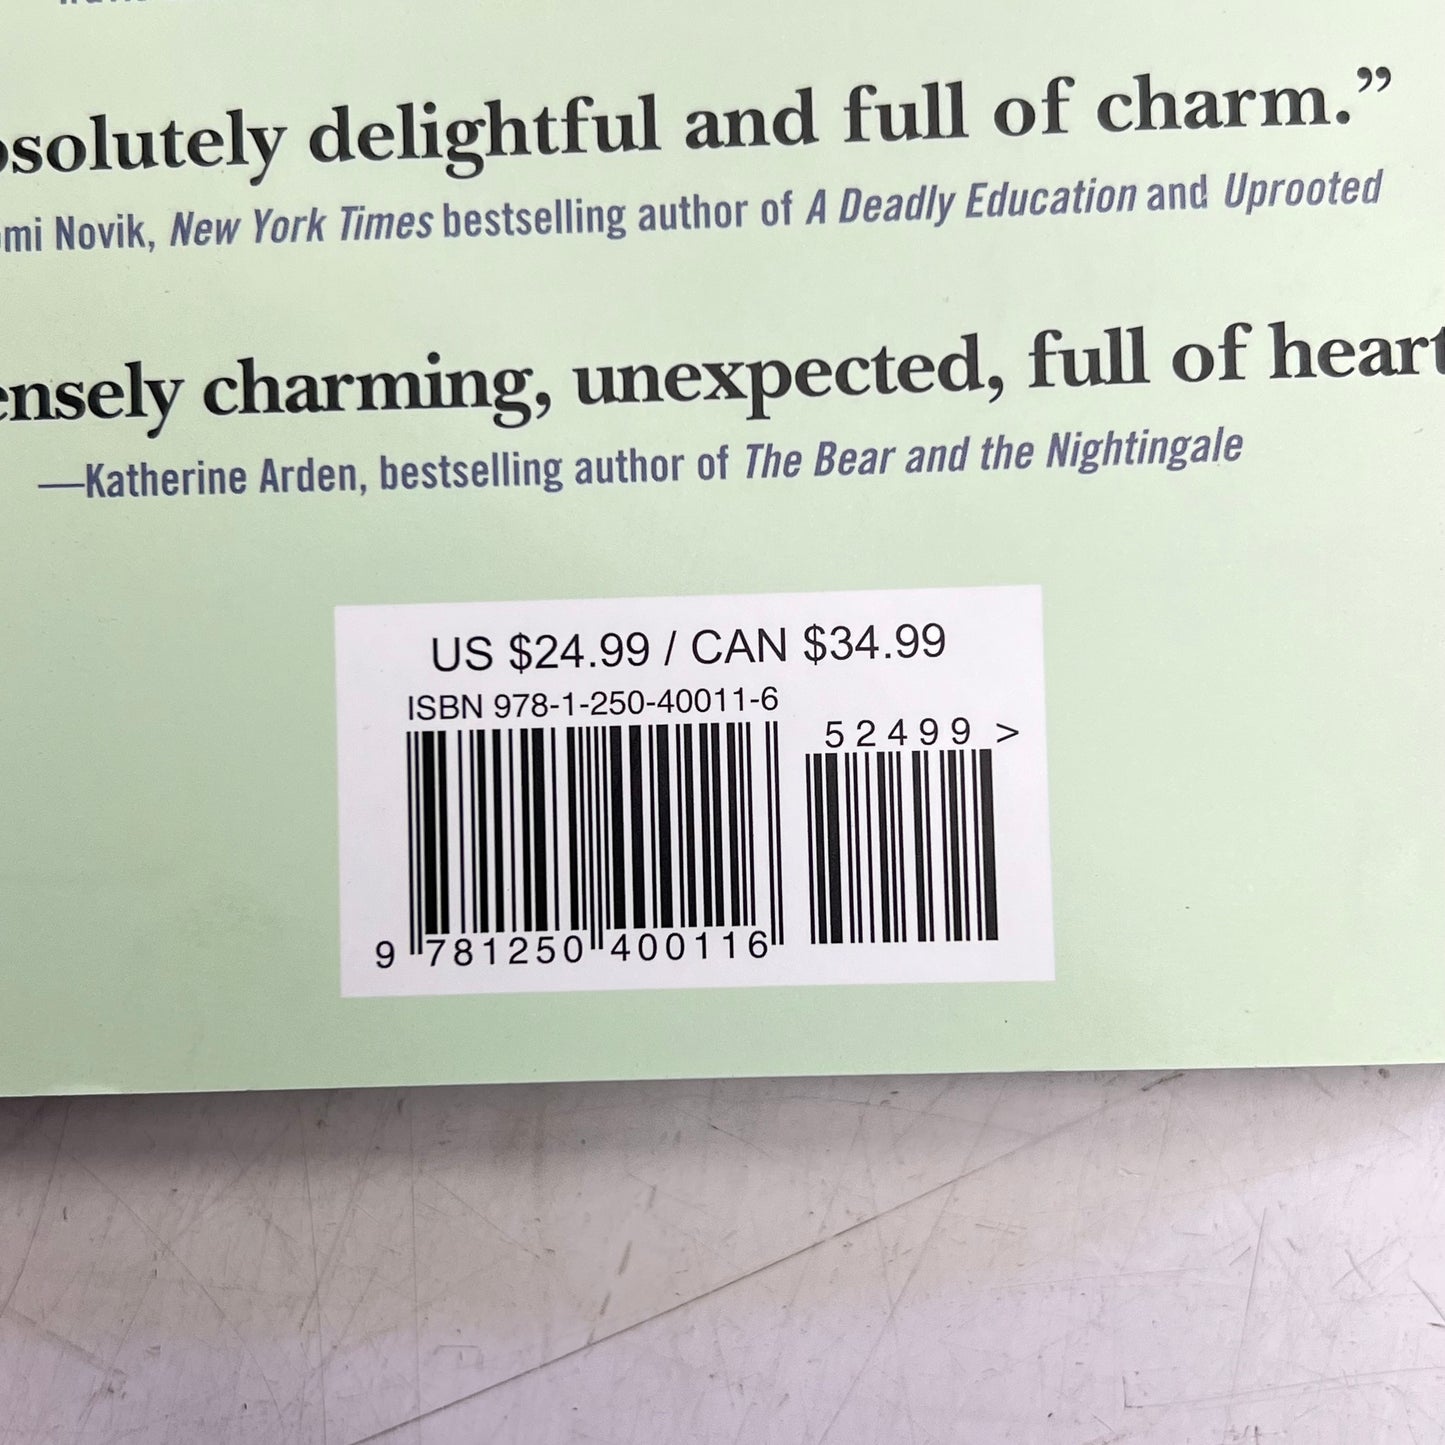 solutely delightful and full of charm.”
mi Novik, New York Times bestselling author of A Deadly Education and Uprooted
ensely charming, unexpected, full of heart
—Katherine Arden, bestselling author of The Bear and the Nightingale
US $24.99 / CAN $34.99
ISBN 978-1-250-40011-6
52499 >
9 781250 400116